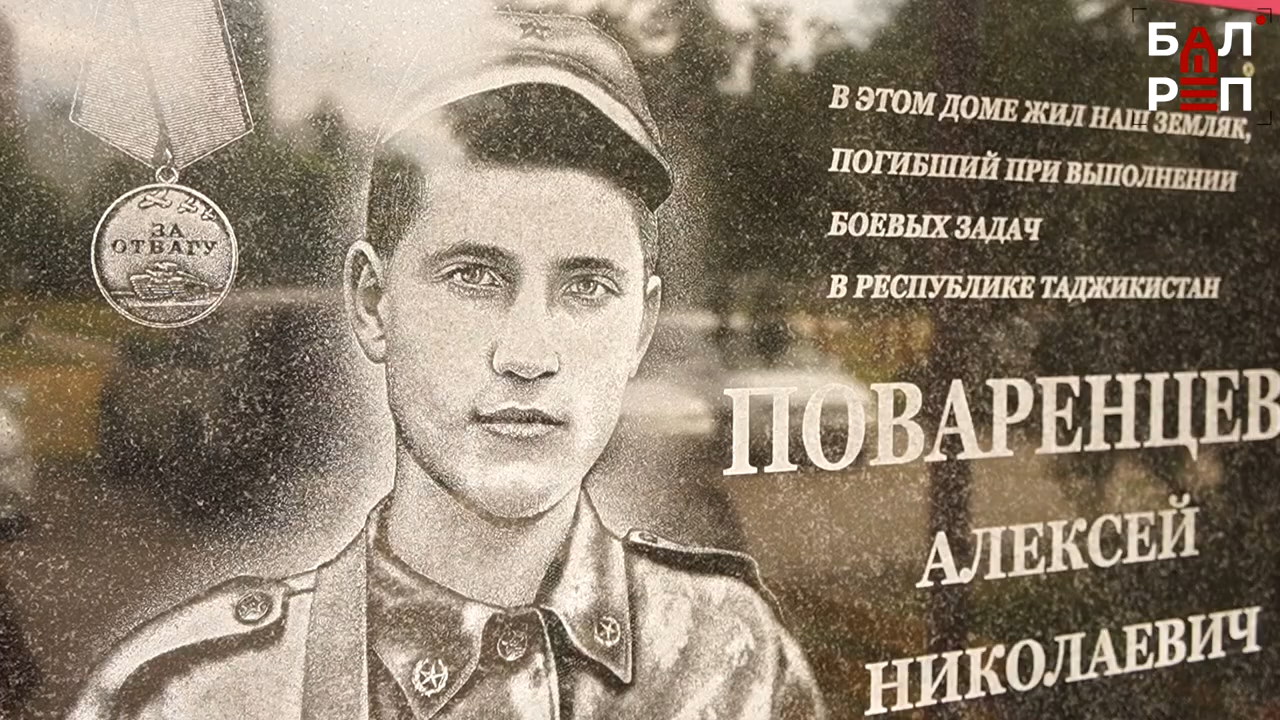 БАЛ
РЕП
ЗА
ОТВАГУ
В ЭТОМ ДОМЕ ЖИЛ НАШ ЗЕМЛЯК,
ПОГИБШИЙ ПРИ ВЫПОЛНЕНИИ
БОЕВЫХ ЗАДАЧ
В РЕСПУБЛИКЕ ТАДЖИКИСТАН
ПОВАРЕНЦЕВ
АЛЕКСЕЙ
НИКОЛАЕВИЧ